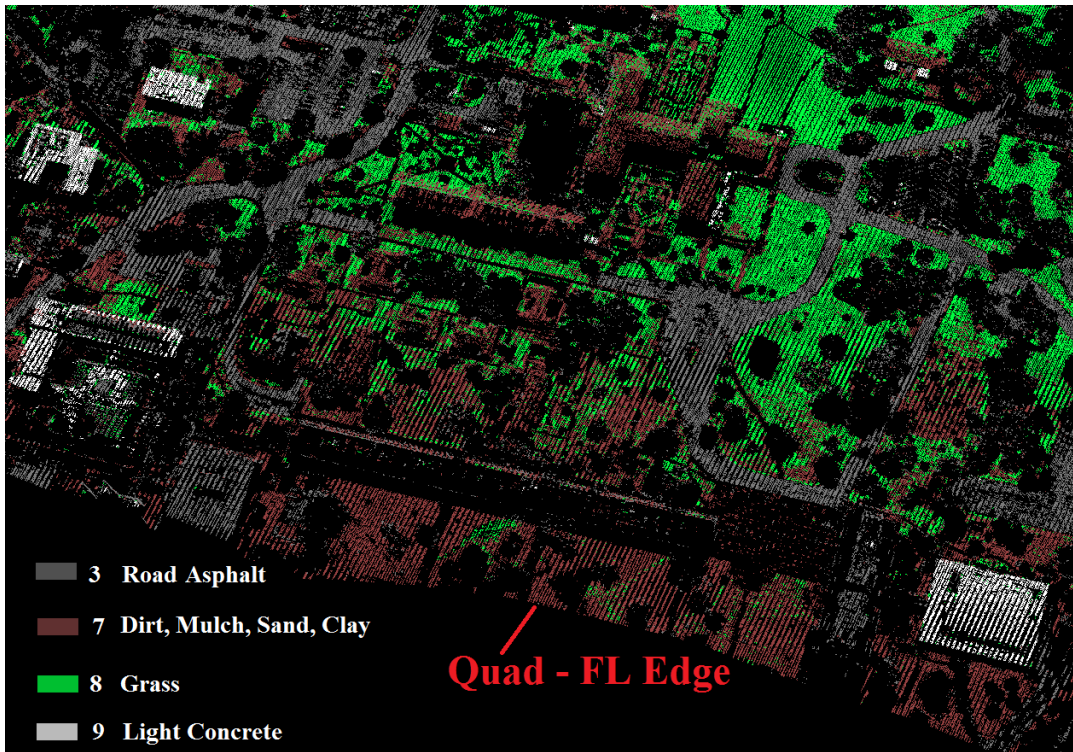 3 Road Asphalt
7 Dirt, Mulch, Sand, Clay
Quad - FL Edge
8 Grass
9 Light Concrete